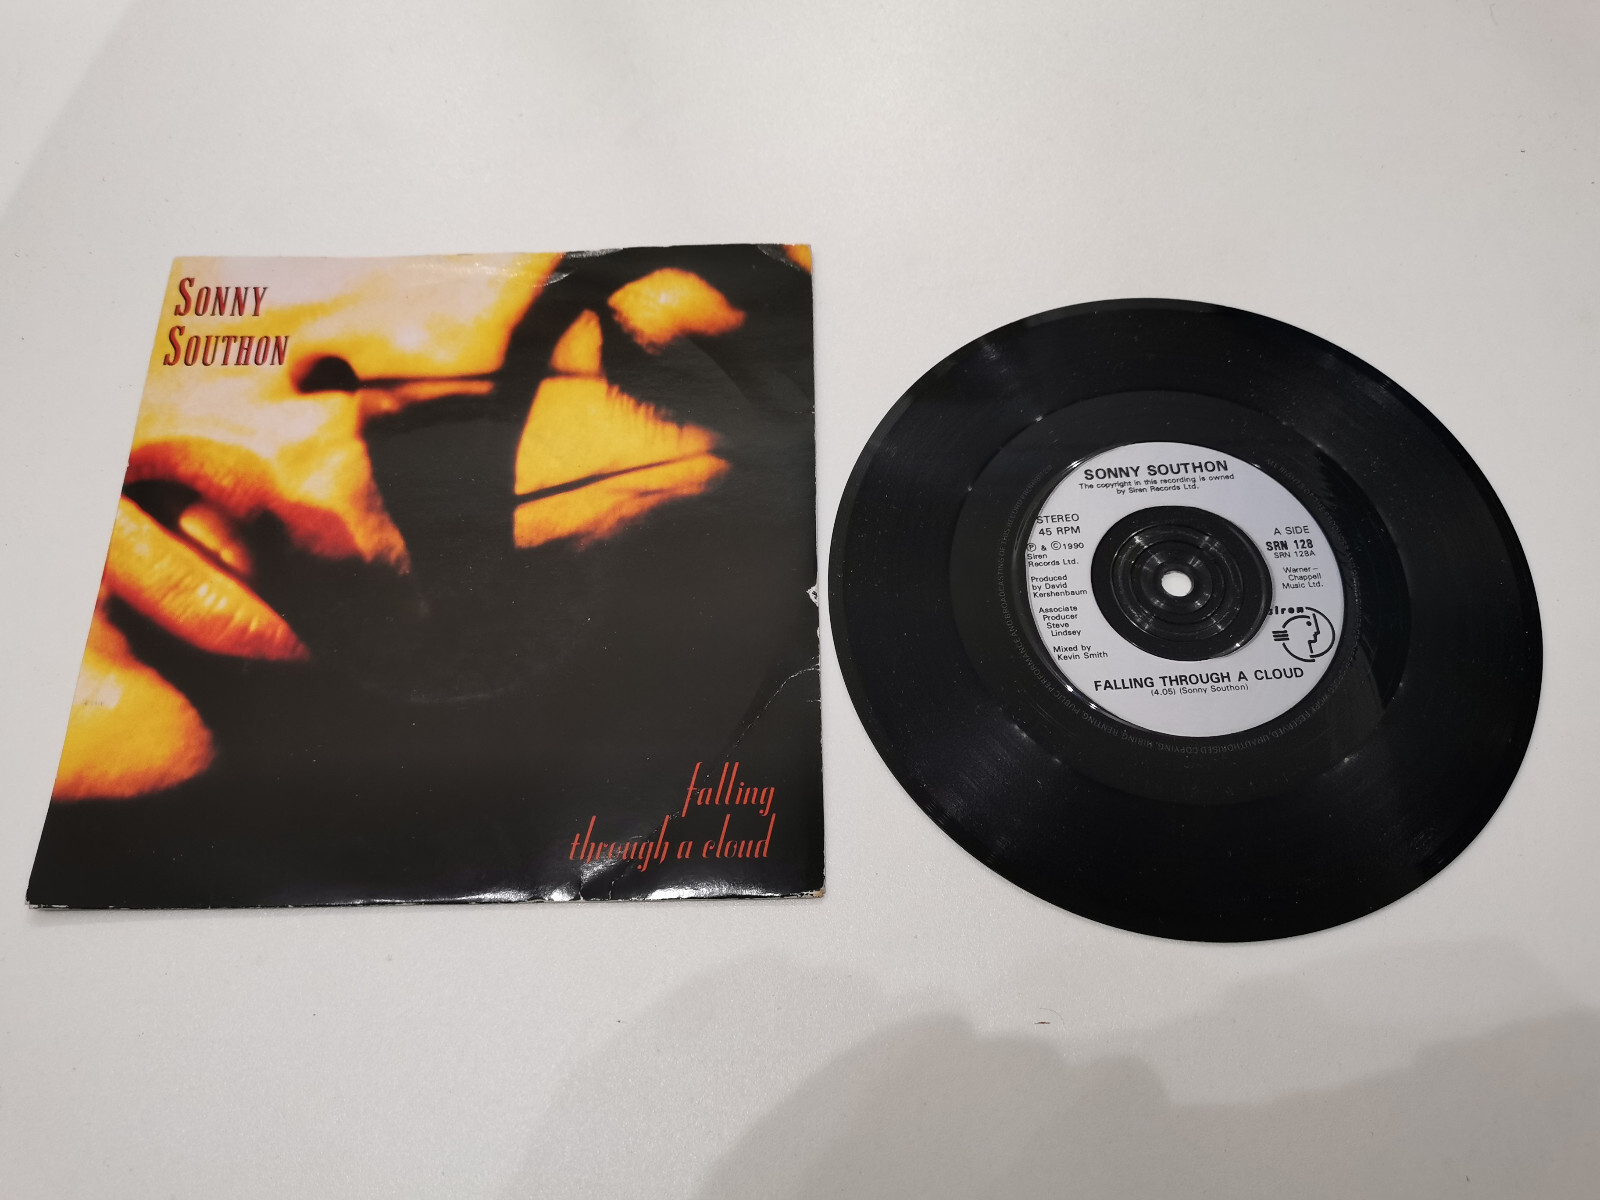 SONNY
SOUTHON
falling
through a cloud
SONNY SOUTHON
The copyright in this recording is owned
by Siren Records Ltd.
STEREO
45 RPM
Ⓟ & © 1990
Siren
Records Ltd.
Produced
by David
Kershenbaum
Associate
Producer
Steve
Lindsey
Mixed by
Kevin Smith
A SIDE
SRN 128
SRN 128A
Warner–
Chappell
Music Ltd.
siren
FALLING THROUGH A CLOUD
(4.05) (Sonny Southon)